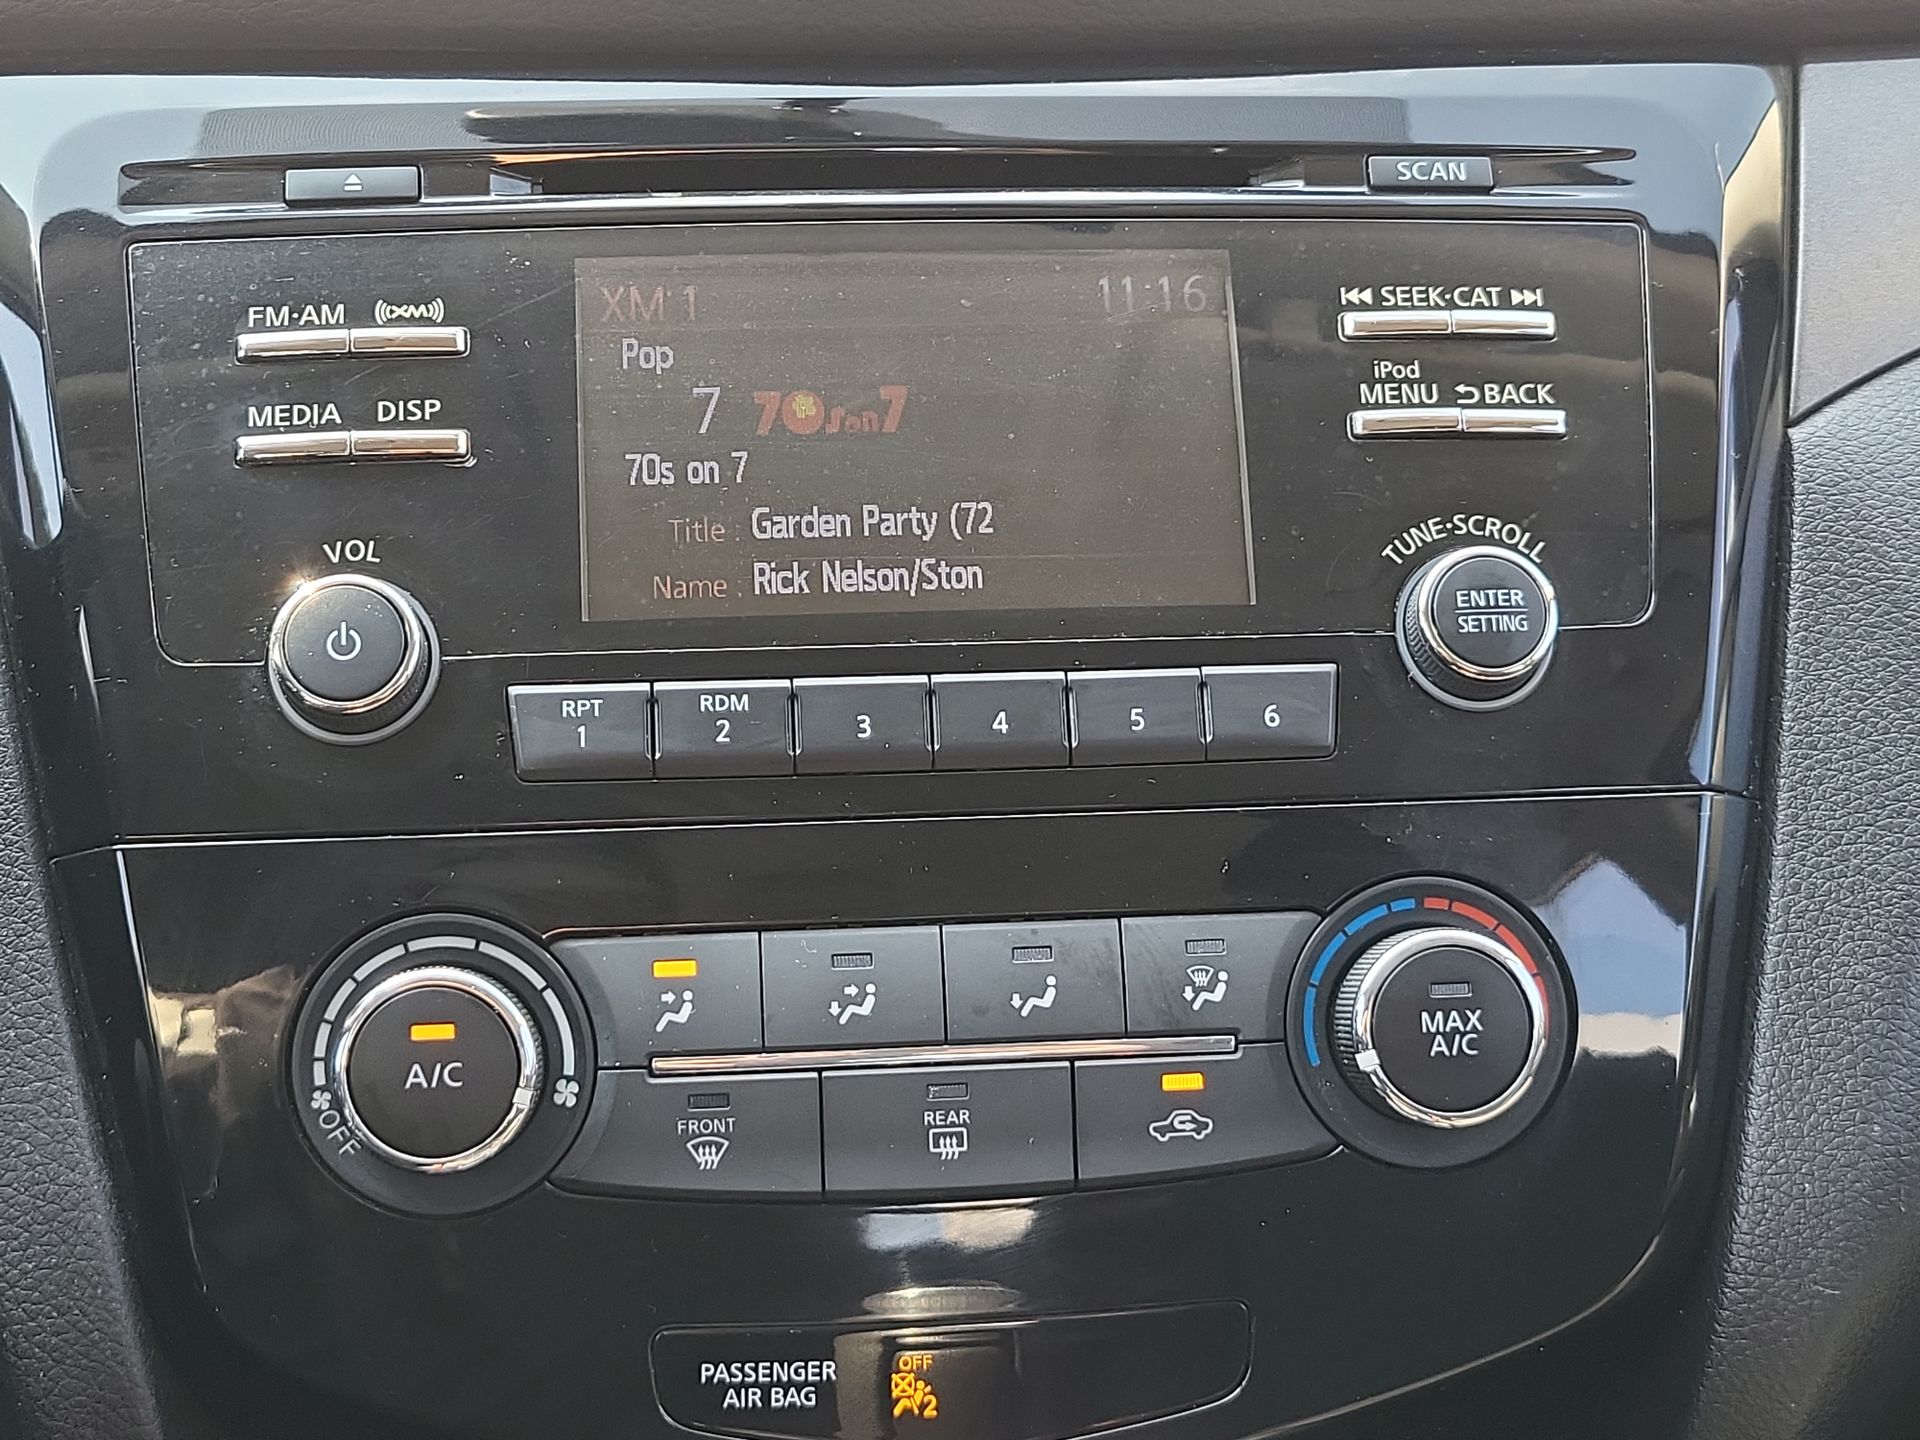 SCAN
FM·AM
XM
SEEK·CAT
MEDIA
DISP
iPod
MENU
BACK
XM 1
11:16
Pop
7
70s on 7
70s on 7
Title : Garden Party (72
Name : Rick Nelson/Ston
VOL
TUNE·SCROLL
ENTER
SETTING
RPT
1
RDM
2
3
4
5
6
A/C
OFF
MAX
A/C
FRONT
REAR
PASSENGER
AIR BAG
OFF
2